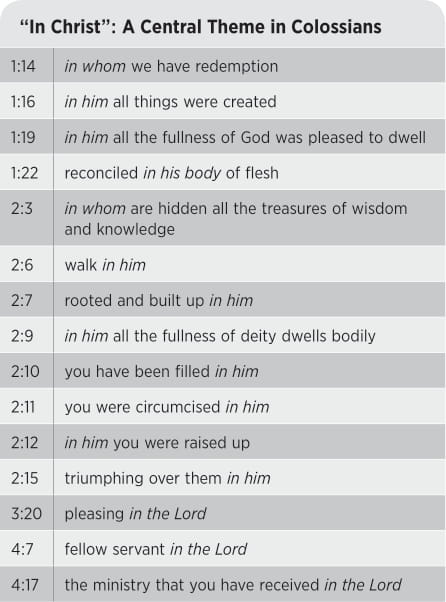 “In Christ”: A Central Theme in Colossians
1:14 in whom we have redemption
1:16 in him all things were created
1:19 in him all the fullness of God was pleased to dwell
1:22 reconciled in his body of flesh
2:3 in whom are hidden all the treasures of wisdom
and knowledge
2:6 walk in him
2:7 rooted and built up in him
2:9 in him all the fullness of deity dwells bodily
2:10 you have been filled in him
2:11 you were circumcised in him
2:12 in him you were raised up
2:15 triumphing over them in him
3:20 pleasing in the Lord
4:7 fellow servant in the Lord
4:17 the ministry that you have received in the Lord